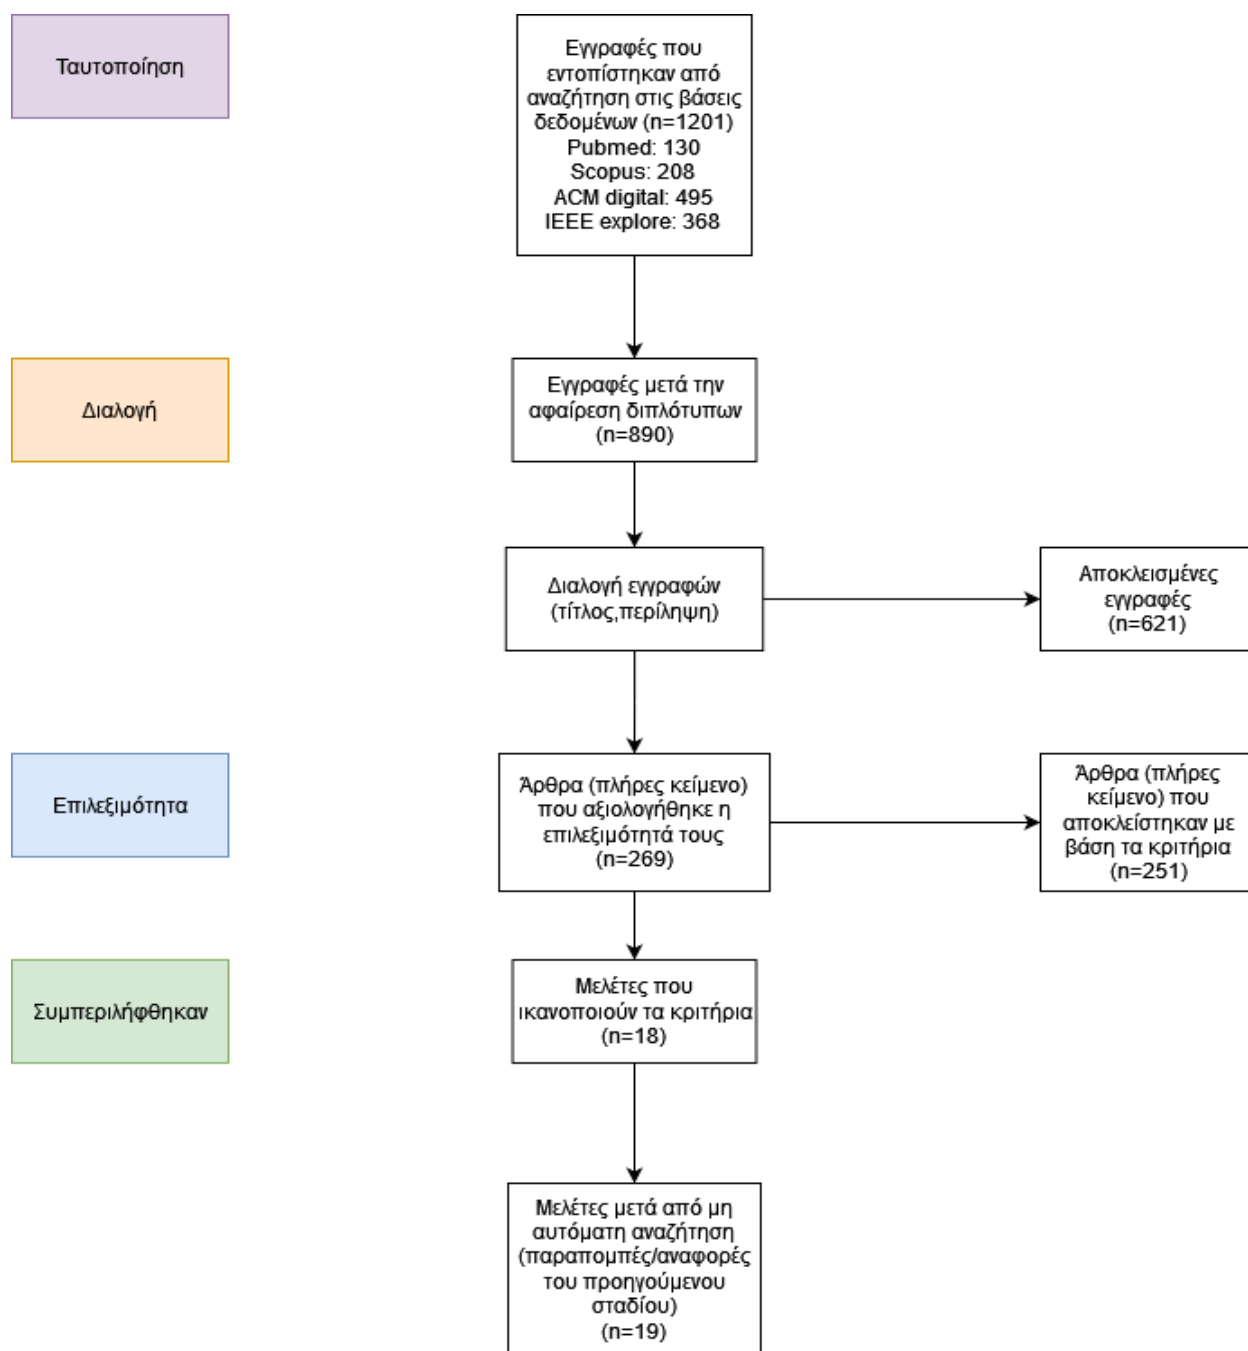 Ταυτοποίηση
Εγγραφές που
εντοπίστηκαν από
αναζήτηση στις βάσεις
δεδομένων (n=1201)
Pubmed: 130
Scopus: 208
ACM digital: 495
IEEE explore: 368
Διαλογή
Εγγραφές μετά την
αφαίρεση διπλότυπων
(n=890)
Διαλογή εγγραφών
(τίτλος,περίληψη)
Αποκλεισμένες
εγγραφές
(n=621)
Επιλεξιμότητα
Άρθρα (πλήρες κείμενο)
που αξιολογήθηκε η
επιλεξιμότητά τους
(n=269)
Άρθρα (πλήρες
κείμενο) που
αποκλείστηκαν με
βάση τα κριτήρια
(n=251)
Συμπεριλήφθηκαν
Μελέτες που
ικανοποιούν τα κριτήρια
(n=18)
Μελέτες μετά από μη
αυτόματη αναζήτηση
(παραπομπές/αναφορές
του προηγούμενου
σταδίου)
(n=19)